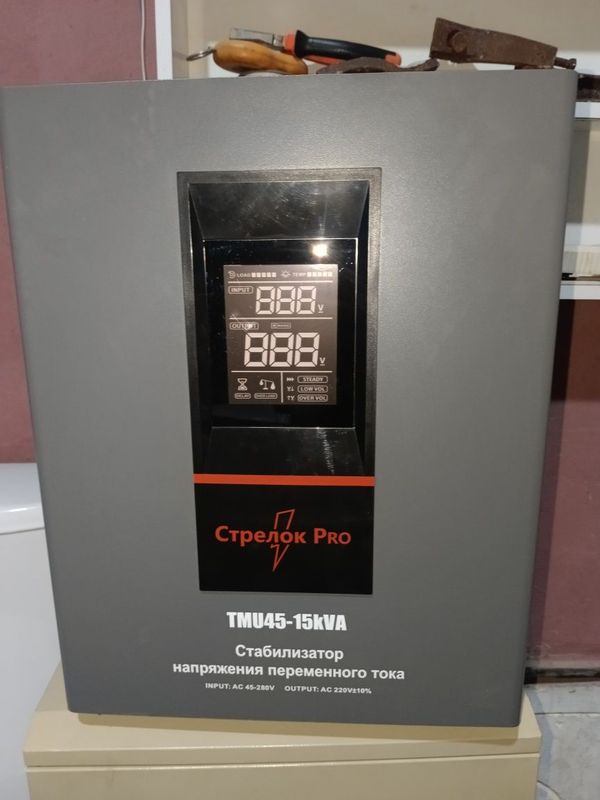 LOAD TEMP
INPUT
888 V
OUTPUT
888 V
STEADY
LOW VOL
OVER VOL
DELAY OVER LOAD
Стрелок PRO
TMU45-15kVA
Стабилизатор
напряжения переменного тока
INPUT: AC 45-280V OUTPUT: AC 220V±10%